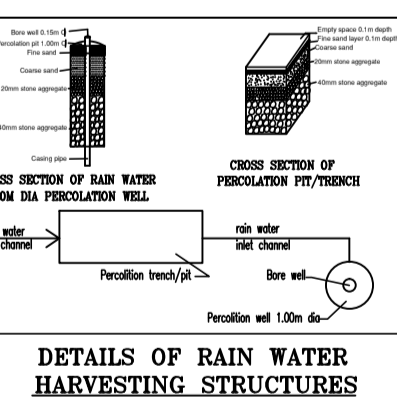 Bore well 0.15m
Percolation pit 1.00m
Fine sand
Coarse sand
20mm stone aggregate
40mm stone aggregate
Casing pipe
SS SECTION OF RAIN WATER
0M DIA PERCOLATION WELL
Empty space 0.1m depth
Fine sand layer 0.1m depth
Coarse sand
20mm stone aggregate
40mm stone aggregate
CROSS SECTION OF
PERCOLATION PIT/TRENCH
water
channel
Percolition trench/pit
rain water
inlet channel
Bore well
Percolition well 1.00m dia
DETAILS OF RAIN WATER
HARVESTING STRUCTURES